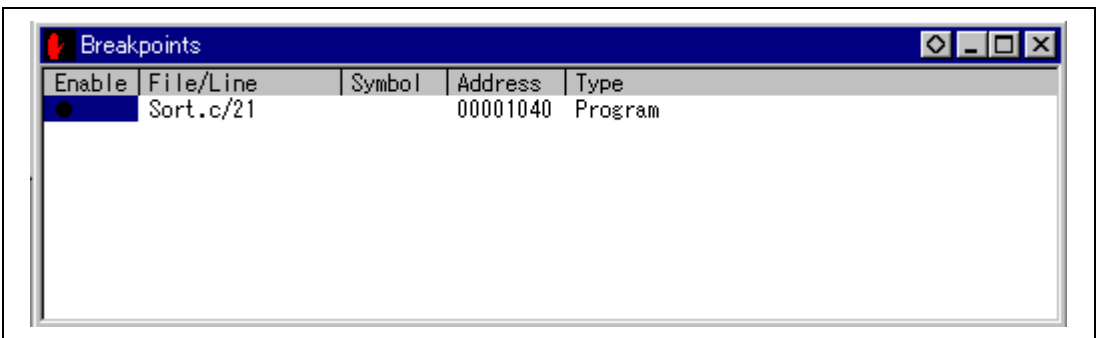 Breakpoints
Enable File/Line Symbol Address Type
Sort.c/21 00001040 Program